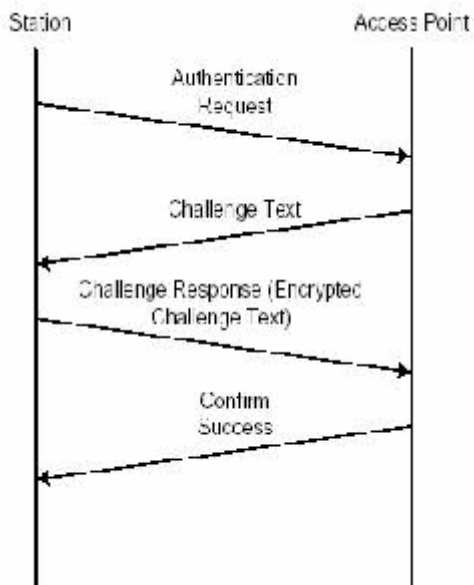 Station
Access Point
Authentication
Request
Challenge Text
Challenge Response (Encrypted
Challenge Text)
Confirm
Success